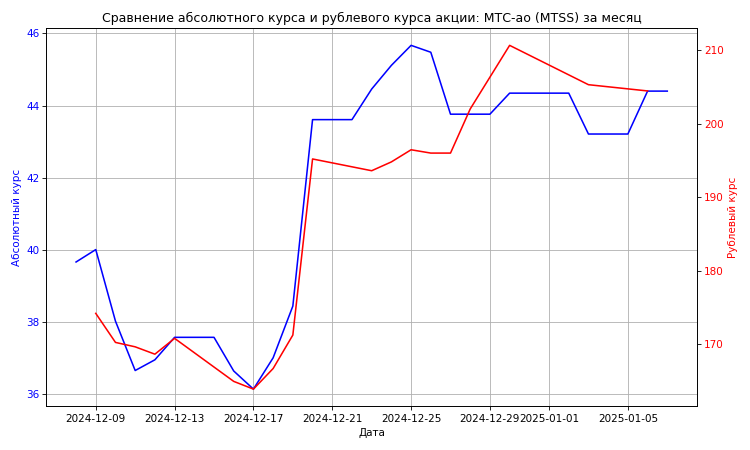 Сравнение абсолютного курса и рублевого курса акции: МТС-ао (MTSS) за месяц
46
44
42
40
38
36
Абсолютный курс
210
200
190
180
170
Рублевый курс
2024-12-09 2024-12-13 2024-12-17 2024-12-21 2024-12-25 2024-12-29 2025-01-01 2025-01-05
Дата